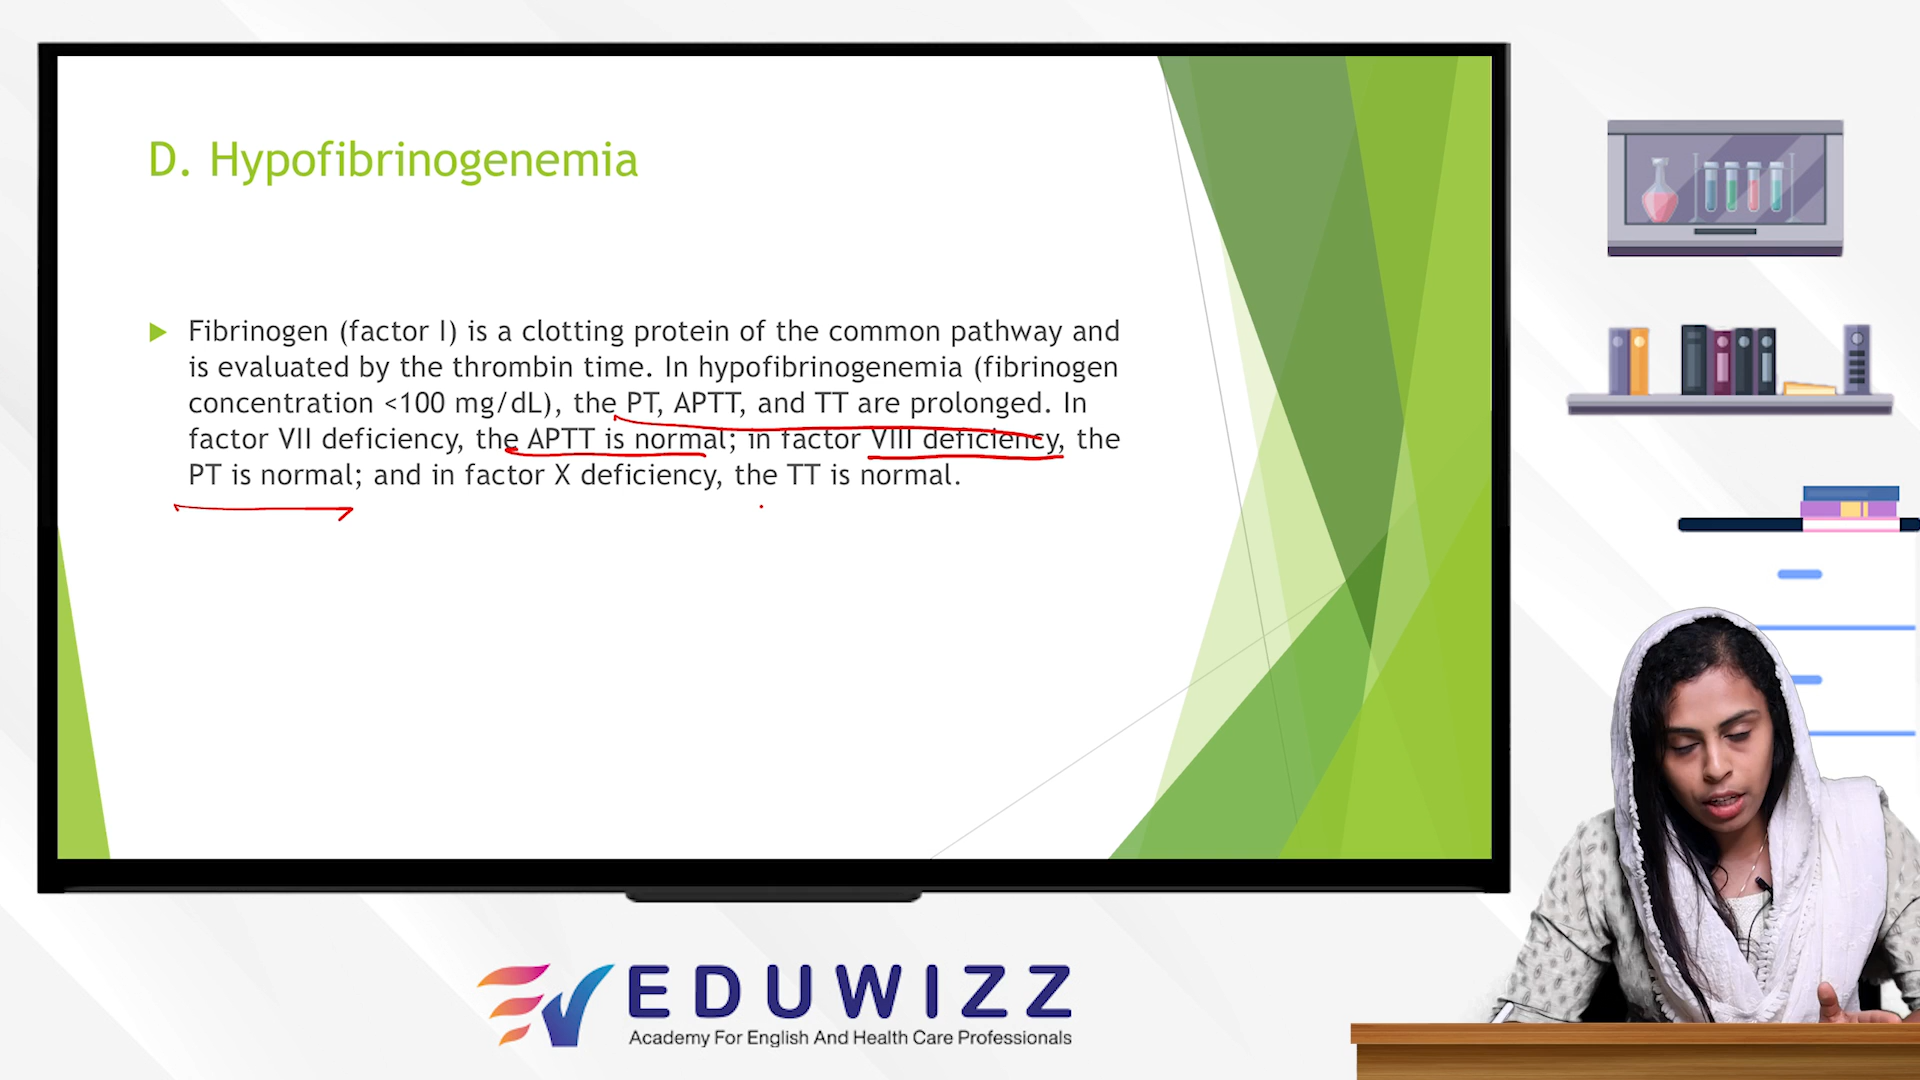 D. Hypofibrinogenemia
Fibrinogen (factor I) is a clotting protein of the common pathway and
is evaluated by the thrombin time. In hypofibrinogenemia (fibrinogen
concentration <100 mg/dL), the PT, APTT, and TT are prolonged. In
factor VII deficiency, the APTT is normal; in factor VIII deficiency, the
PT is normal; and in factor X deficiency, the TT is normal.
EDUWIZZ
Academy For English And Health Care Professionals